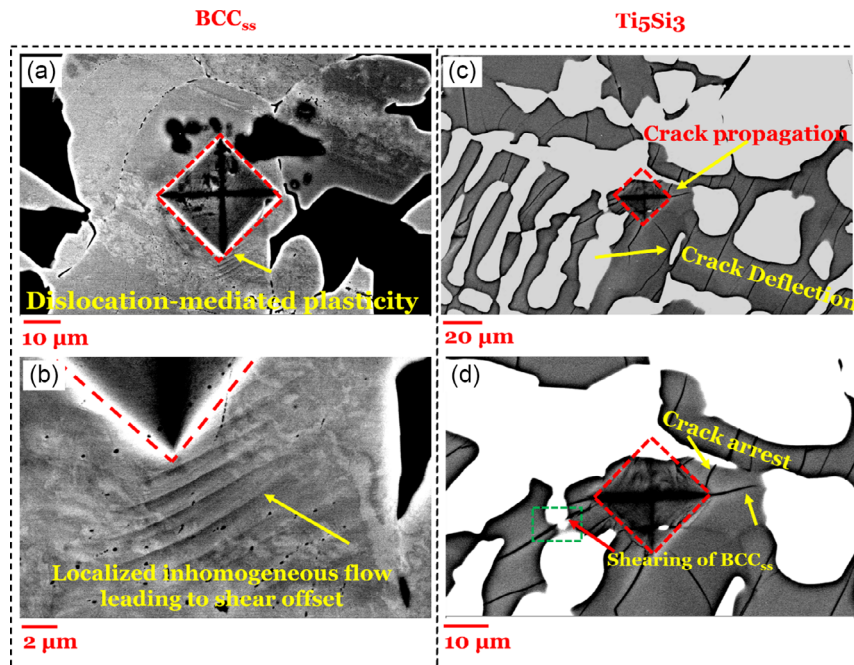 BCCss
Ti5Si3
(a)
Dislocation-mediated plasticity
10 μm
(b)
Localized inhomogeneous flow
leading to shear offset
2 μm
(c)
Crack propagation
Crack Deflection
20 μm
(d)
Crack arrest
Shearing of BCCss
10 μm